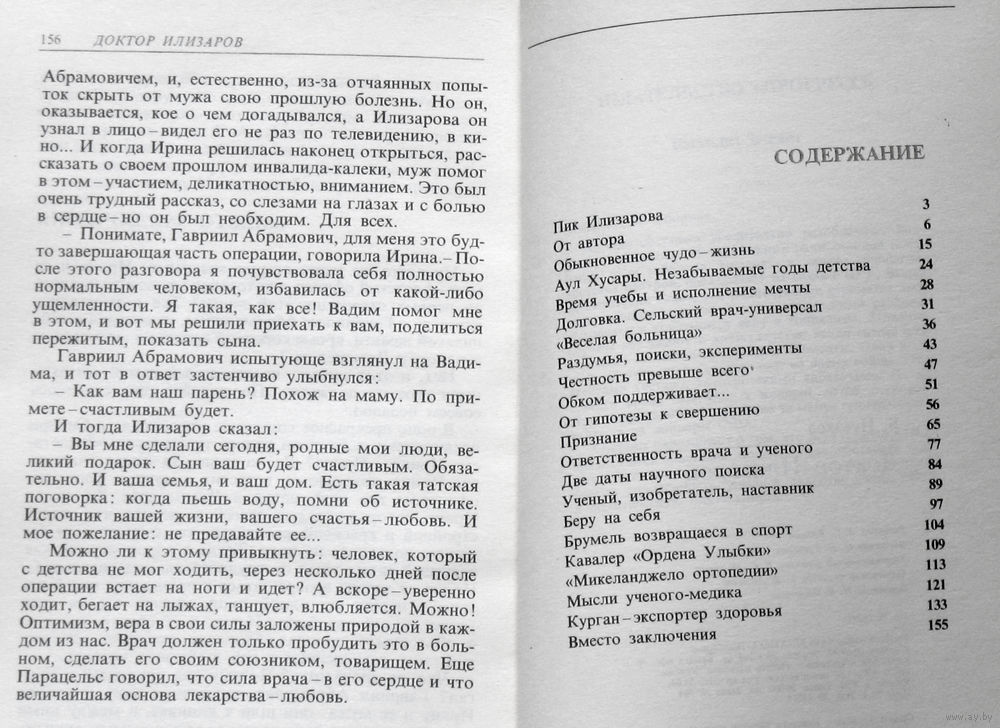 156 ДОКТОР ИЛИЗАРОВ
Абрамовичем, и, естественно, из-за отчаянных попы-
ток скрыть от мужа свою прошлую болезнь. Но он,
оказывается, кое о чем догадывался, а Илизарова он
узнал в лицо – видел его не раз по телевидению, в ки-
но... И когда Ирина решилась наконец открыться, рас-
сказать о своем прошлом инвалида-калеки, муж помог
в этом – участием, деликатностью, вниманием. Это был
очень трудный рассказ, со слезами на глазах и с болью
в сердце – но он был необходим. Для всех.
– Понимате, Гавриил Абрамович, для меня это буд-
то завершающая часть операции, говорила Ирина. – По-
сле этого разговора я почувствовала себя полностью
нормальным человеком, избавилась от какой-либо
ущемленности. Я такая, как все! Вадим помог мне
в этом, и вот мы решили приехать к вам, поделиться
пережитым, показать сына.
Гавриил Абрамович испытующе взглянул на Вади-
ма, и тот в ответ застенчиво улыбнулся:
– Как вам наш парень? Похож на маму. По при-
мете – счастливым будет.
И тогда Илизаров сказал:
– Вы мне сделали сегодня, родные мои люди, ве-
ликий подарок. Сын ваш будет счастливым. Обяза-
тельно. И ваша семья, и ваш дом. Есть такая татская
поговорка: когда пьешь воду, помни об источнике.
Источник вашей жизни, вашего счастья – любовь. И
мое пожелание: не предавайте ее...
Можно ли к этому привыкнуть: человек, который
с детства не мог ходить, через несколько дней после
операции встает на ноги и идет? А вскоре – уверенно
ходит, бегает на лыжах, танцует, влюбляется. Можно!
Оптимизм, вера в свои силы заложены природой в каж-
дом из нас. Врач должен только пробудить это в боль-
ном, сделать его своим союзником, товарищем. Еще
Парацельс говорил, что сила врача – в его сердце и что
величайшая основа лекарства – любовь.
СОДЕРЖАНИЕ
Пик Илизарова 3
От автора 6
Обыкновенное чудо – жизнь 15
Аул Хусары. Незабываемые годы детства 24
Время учебы и исполнение мечты 28
Долговка. Сельский врач-универсал 31
«Веселая больница» 36
Раздумья, поиски, эксперименты 43
Честность превыше всего 47
Обком поддерживает... 51
От гипотезы к свершению 56
Признание 65
Ответственность врача и ученого 77
Две даты научного поиска 84
Ученый, изобретатель, наставник 89
Беру на себя 97
Брумель возвращаеся в спорт 104
Кавалер «Ордена Улыбки» 109
«Микеланджело ортопедии» 113
Мысли ученого-медика 121
Курган – экспортер здоровья 133
Вместо заключения 155
www.ay.by